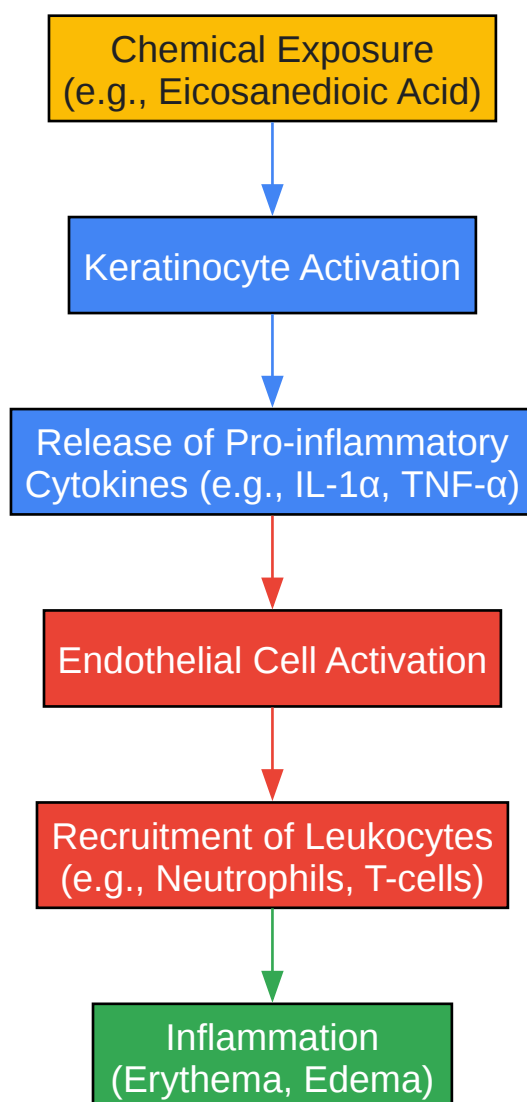 Chemical Exposure
(e.g., Eicosanedioic Acid)
Keratinocyte Activation
Release of Pro-inflammatory
Cytokines (e.g., IL-1α, TNF-α)
Endothelial Cell Activation
Recruitment of Leukocytes
(e.g., Neutrophils, T-cells)
Inflammation
(Erythema, Edema)